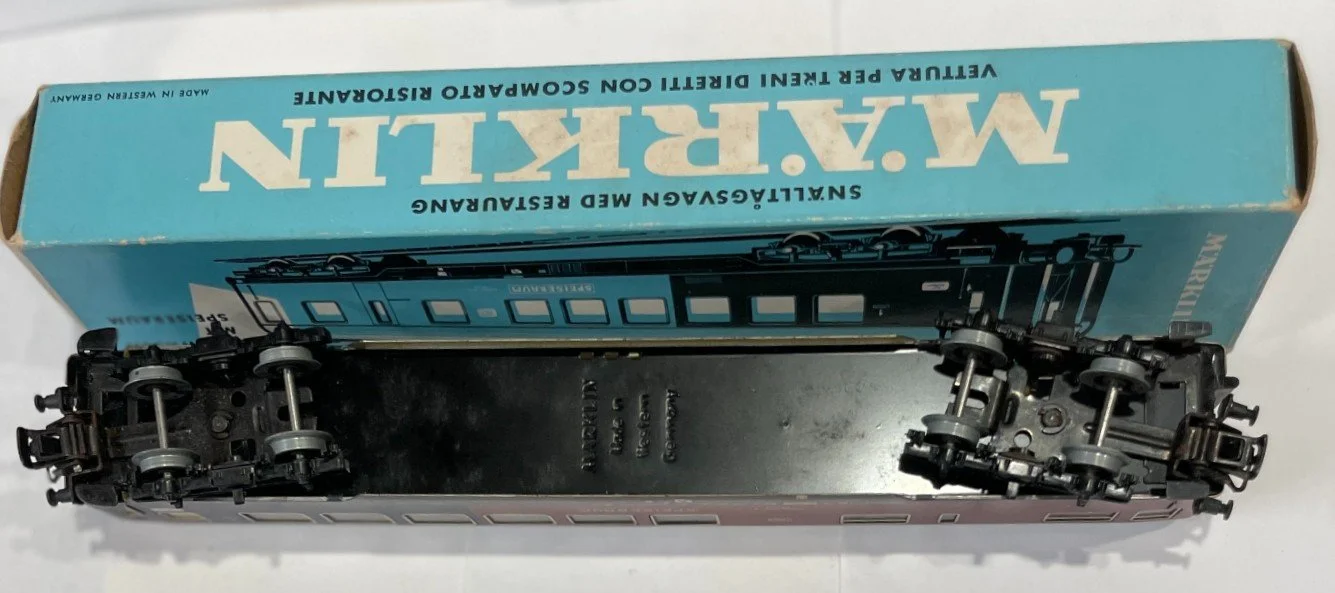 SNÄLLTÅGSVAGN MED RESTAURANG
MÄRKLIN
VETTURA PER TRENI DIRETTI CON SCOMPARTO RISTORANTE
MADE IN WESTERN GERMANY
MÄRKLIN
SPEISERAUM
SPEISERAUM
MÄRKLIN
Made in
Western
Germany